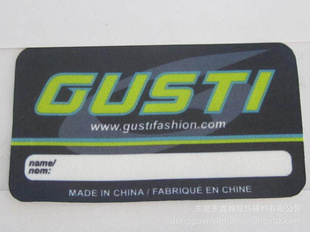 GUSTI
www.gustifashion.com
name/
nom:
MADE IN CHINA / FABRIQUÉ EN CHINE